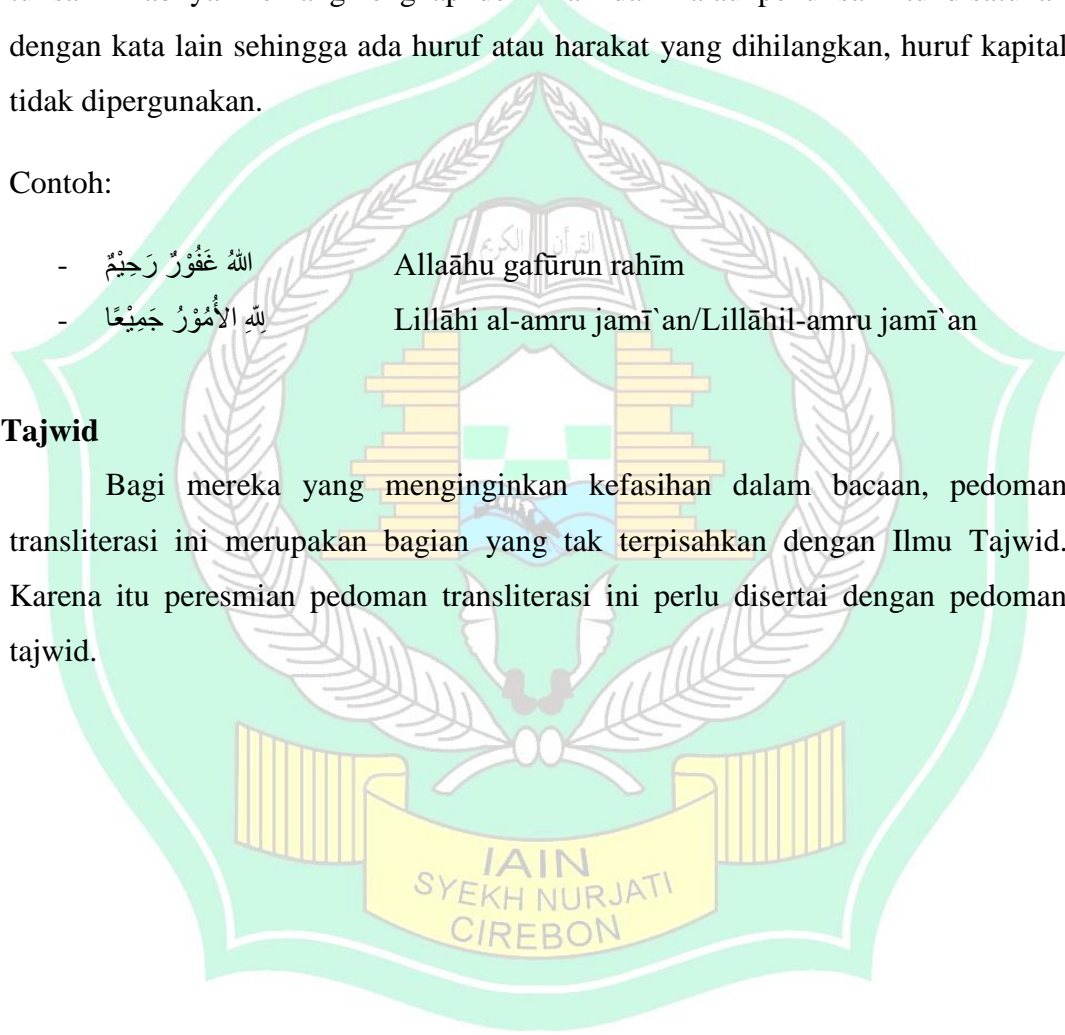 dengan kata lain sehingga ada huruf atau harakat yang dihilangkan, huruf kapital
tidak dipergunakan.
Contoh:
- اللهُ غَفُوْرٌ رَحِيْمٌ Allaāhu gafūrun rahīm
- لِلّهِ الأُمُوْرُ جَمِيْعًا Lillāhi al-amru jamī`an/Lillāhil-amru jamī`an
Tajwid
Bagi mereka yang menginginkan kefasihan dalam bacaan, pedoman
transliterasi ini merupakan bagian yang tak terpisahkan dengan Ilmu Tajwid.
Karena itu peresmian pedoman transliterasi ini perlu disertai dengan pedoman
tajwid.
القرآن الكريم
IAIN
SYEKH NURJATI
CIREBON